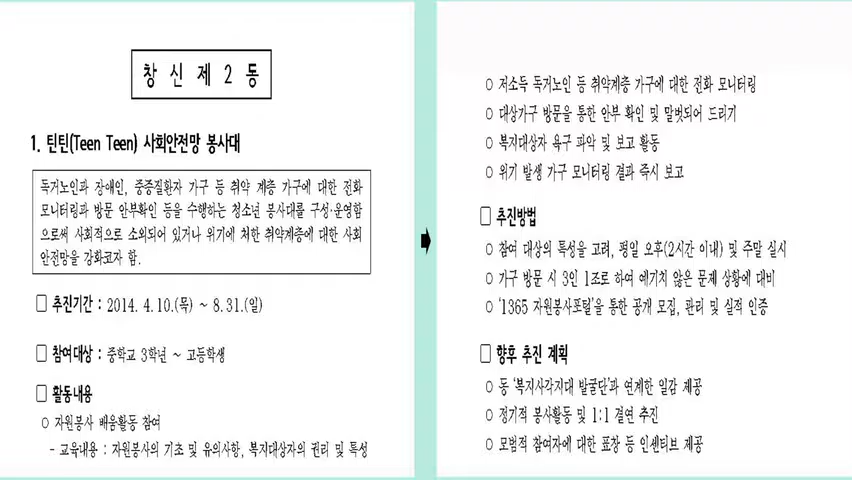 창 신 제 2 동
1. 틴틴(Teen Teen) 사회안전망 봉사대
독거노인과 장애인, 중증질환자 가구 등 취약 계층 가구에 대한 전화
모니터링과 방문 안부확인 등을 수행하는 청소년 봉사대를 구성·운영함
으로써 사회적으로 소외되어 있거나 위기에 처한 취약계층에 대한 사회
안전망을 강화코자 함.
□ 추진기간 : 2014. 4.10.(목) ~ 8.31.(일)
□ 참여대상 : 중학교 3학년 ~ 고등학생
□ 활동내용
○ 자원봉사 배움활동 참여
- 교육내용 : 자원봉사의 기초 및 유의사항, 복지대상자의 권리 및 특성
○ 저소득 독거노인 등 취약계층 가구에 대한 전화 모니터링
○ 대상가구 방문을 통한 안부 확인 및 말벗되어 드리기
○ 복지대상자 욕구 파악 및 보고 활동
○ 위기 발생 가구 모니터링 결과 즉시 보고
□ 추진방법
○ 참여 대상의 특성을 고려, 평일 오후(2시간 이내) 및 주말 실시
○ 가구 방문 시 3인 1조로 하여 예기치 않은 문제 상황에 대비
○ '1365 자원봉사포털'을 통한 공개 모집, 관리 및 실적 인증
□ 향후 추진 계획
○ 동 '복지사각지대 발굴단'과 연계한 일감 제공
○ 정기적 봉사활동 및 1:1 결연 추진
○ 모범적 참여자에 대한 표창 등 인센티브 제공